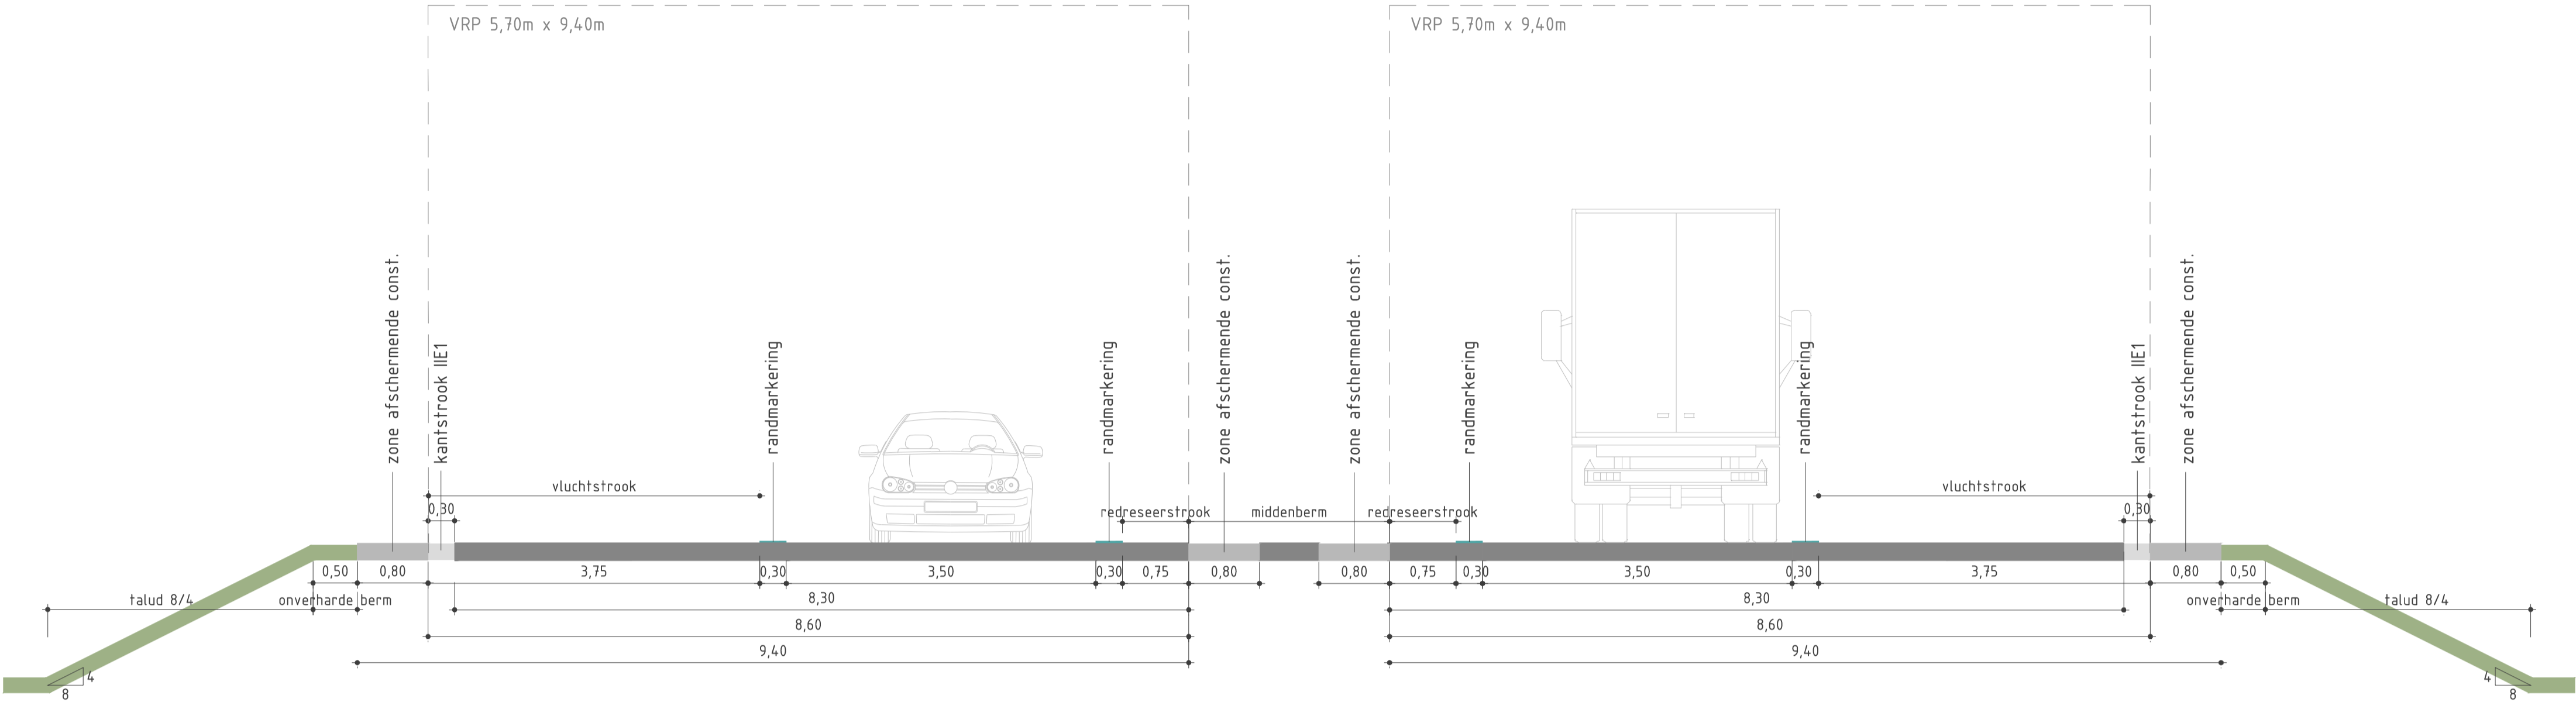 VRP 5,70m x 9,40m
VRP 5,70m x 9,40m
zone afschermende const.
kantstrook IIE1
randmarkering
randmarkering
zone afschermende const.
zone afschermende const.
randmarkering
randmarkering
kantstrook IIE1
zone afschermende const.
vluchtstrook
vluchtstrook
0,30
redreseerstrook
middenberm
redreseerstrook
0,30
0,50
0,80
3,75
0,30
3,50
0,30
0,75
0,80
0,80
0,75
0,30
3,50
0,30
3,75
0,80
0,50
talud 8/4
onverharde berm
8,30
8,30
onverharde berm
talud 8/4
8,60
8,60
9,40
9,40
4
8
4
8